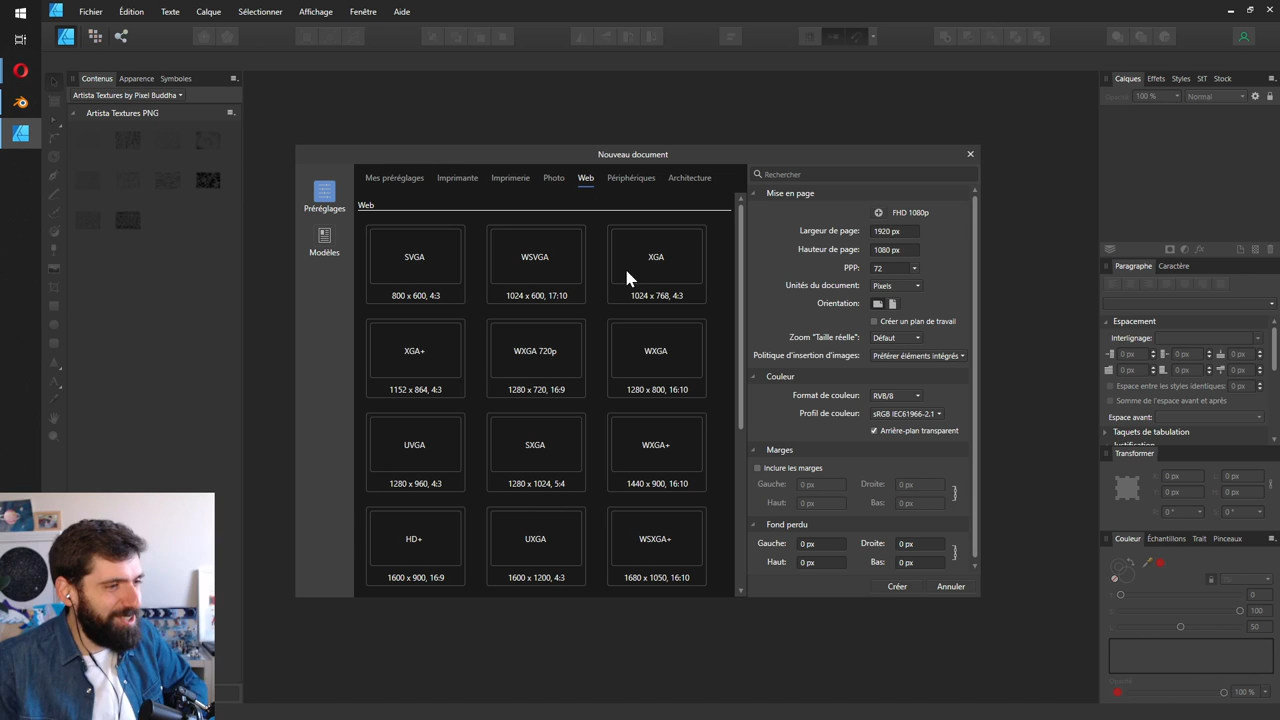 Fichier Édition Texte Calque Sélectionner Affichage Fenêtre Aide
Contenus Apparence Symboles
Artista Textures by Pixel Buddha
Artista Textures PNG
Nouveau document
Préréglages
Modèles
Mes préréglages Imprimante Imprimerie Photo Web Périphériques Architecture
Web
SVGA WSVGA XGA
800 x 600, 4:3 1024 x 600, 17:10 1024 x 768, 4:3
XGA+ WXGA 720p WXGA
1152 x 864, 4:3 1280 x 720, 16:9 1280 x 800, 16:10
UVGA SXGA WXGA+
1280 x 960, 4:3 1280 x 1024, 5:4 1440 x 900, 16:10
HD+ UXGA WSXGA+
1600 x 900, 16:9 1600 x 1200, 4:3 1680 x 1050, 16:10
Rechercher
Mise en page
FHD 1080p
Largeur de page: 1920 px
Hauteur de page: 1080 px
PPP: 72
Unités du document: Pixels
Orientation:
Créer un plan de travail
Zoom "Taille réelle": Défaut
Politique d'insertion d'images: Préférer éléments intégrés
Couleur
Format de couleur: RVB/8
Profil de couleur: sRGB IEC61966-2.1
Arrière-plan transparent
Marges
Inclure les marges
Gauche: 0 px Droite: 0 px
Haut: 0 px Bas: 0 px
Fond perdu
Gauche: 0 px Droite: 0 px
Haut: 0 px Bas: 0 px
Créer Annuler
Calques Effets Styles StT Stock
Opacité: 100 % Normal
Paragraphe Caractère
Espacement
Interlignage:
0 px 0 px
0 px 0 px
Espace entre les styles identiques: 0 px
Somme de l'espace avant et après
Espace avant:
Taquets de tabulation
Transformer
X: 0 px L: 0 px
Y: 0 px H: 0 px
R: 0 ° S: 0 °
Couleur Échantillons Trait Pinceaux
0
100
50
Opacité
100 %